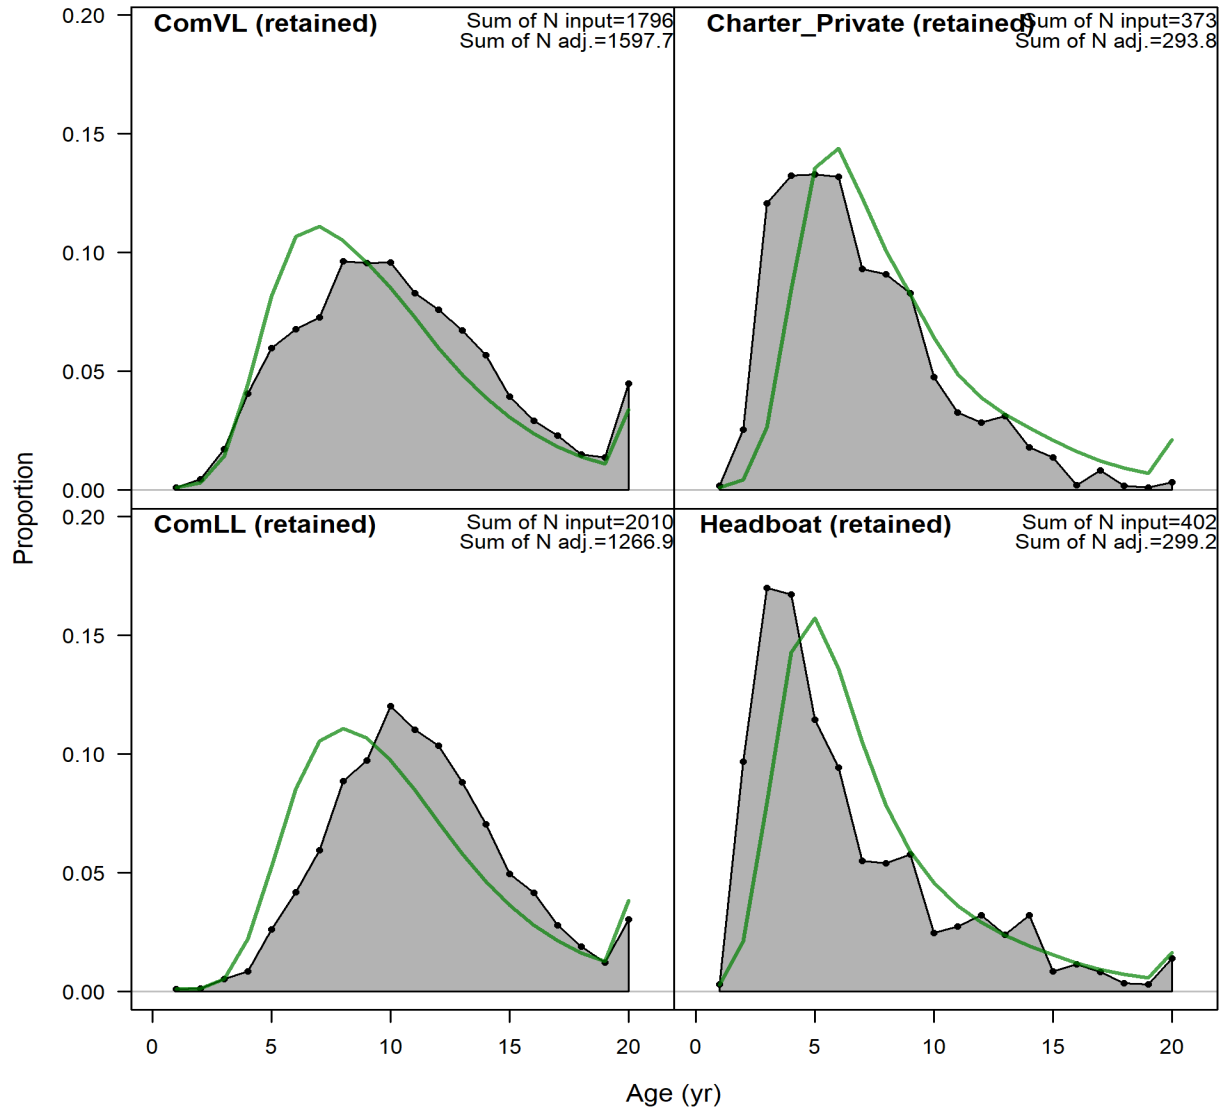 ComVL (retained)
Sum of N input=1796
Sum of N adj.=1597.7
Charter_Private (retained)
Sum of N input=373
Sum of N adj.=293.8
0.20
0.15
0.10
0.05
0.00
ComLL (retained)
Sum of N input=2010
Sum of N adj.=1266.9
Headboat (retained)
Sum of N input=402
Sum of N adj.=299.2
0.20
0.15
0.10
0.05
0.00
Proportion
0 5 10 15 20 0 5 10 15 20
Age (yr)